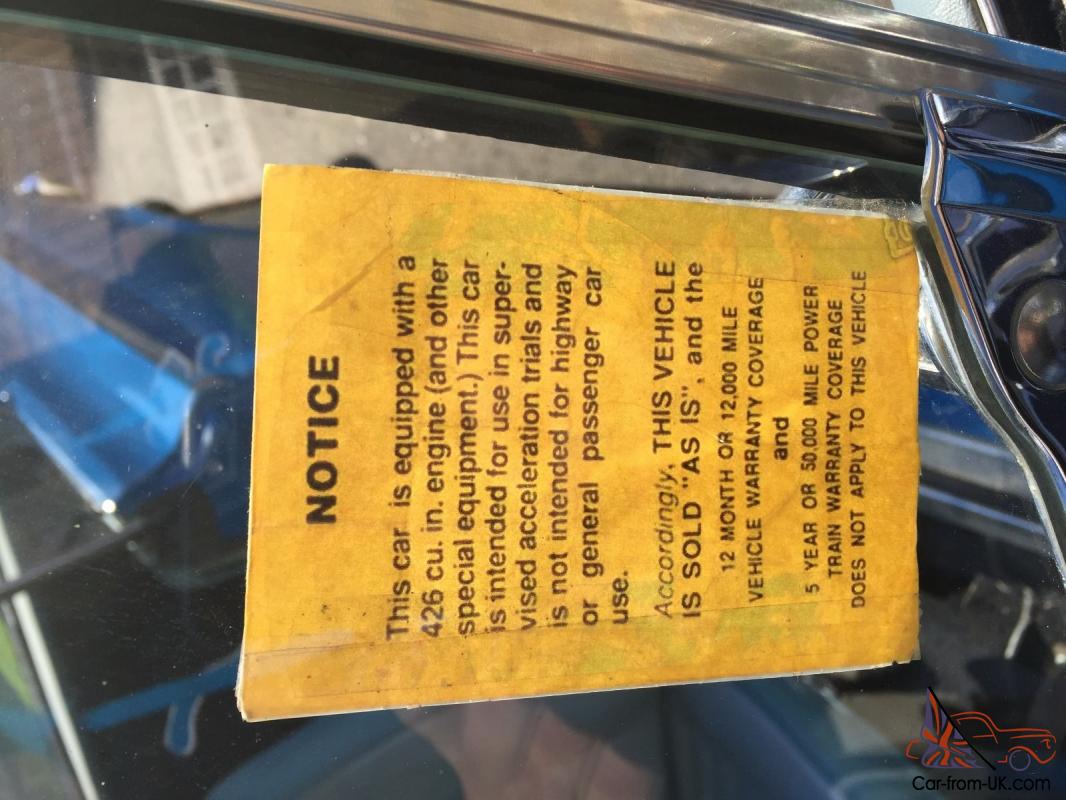 NOTICE
This car is equipped with a
426 cu. in. engine (and other
special equipment.) This car
is intended for use in super-
vised acceleration trials and
is not intended for highway
or general passenger car
use.
Accordingly, THIS VEHICLE
IS SOLD "AS IS", and the
12 MONTH OR 12,000 MILE
VEHICLE WARRANTY COVERAGE
and
5 YEAR OR 50,000 MILE POWER
TRAIN WARRANTY COVERAGE
DOES NOT APPLY TO THIS VEHICLE
Car-from-UK.com